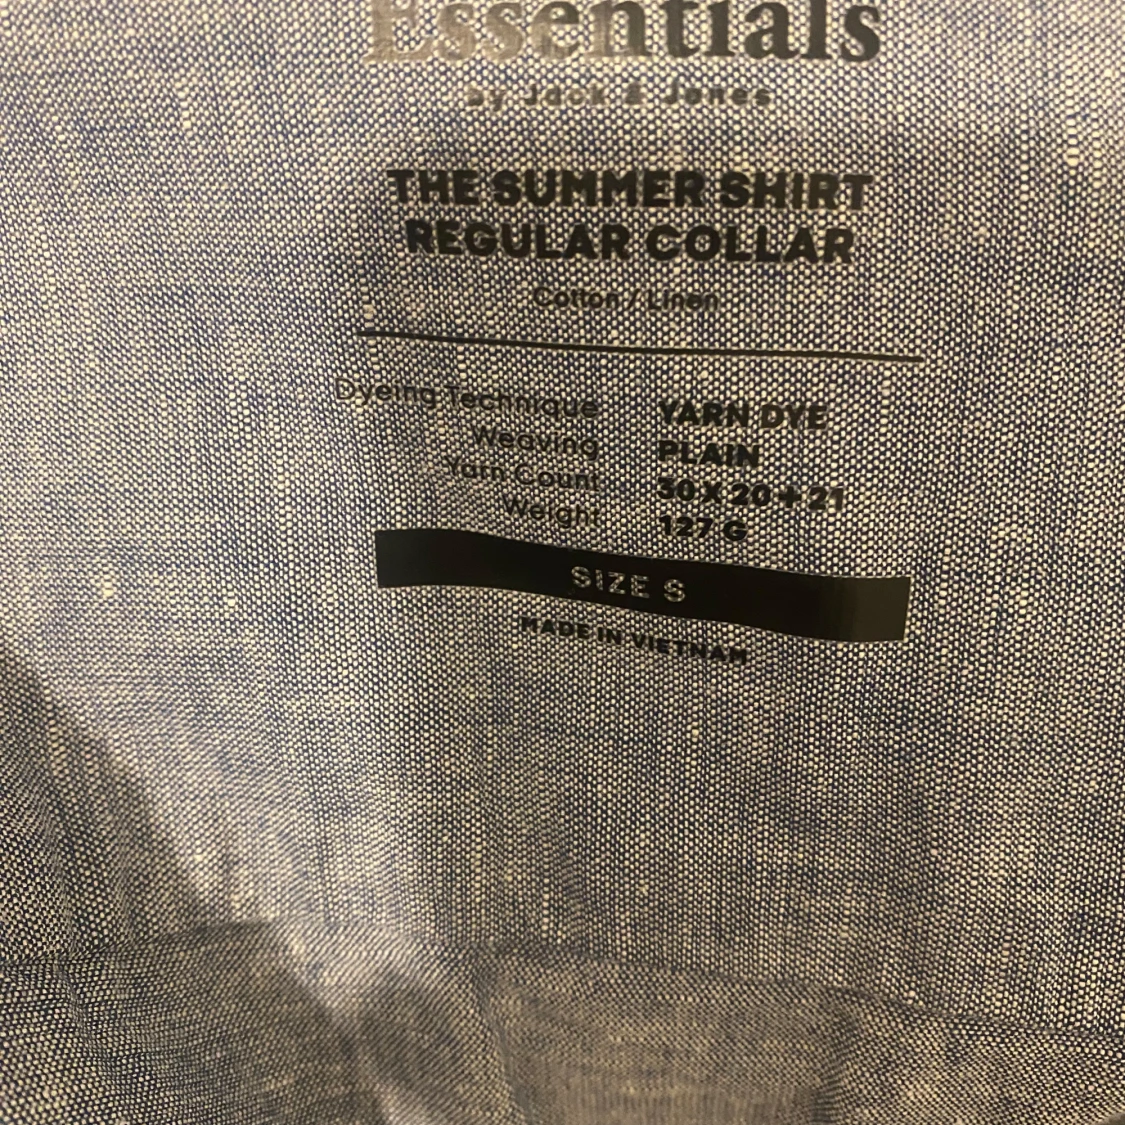 Essentials
by Jack & Jones
THE SUMMER SHIRT
REGULAR COLLAR
Cotton / Linen
Dyeing Technique YARN DYE
Weaving PLAIN
Yarn Count 30 X 20 + 21
Weight 127 G
SIZE S
MADE IN VIETNAM